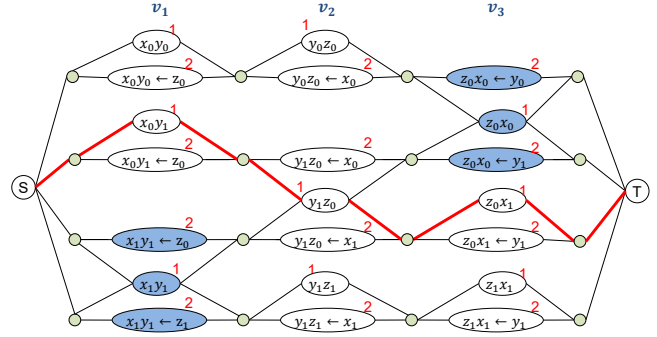 v₁ v₂ v₃
1 1
x₀y₀ y₀z₀
2 2 2
x₀y₀ ← z₀ y₀z₀ ← x₀ z₀x₀ ← y₀
1 1
x₀y₁ z₀x₀
2 2 2
x₀y₁ ← z₀ y₁z₀ ← x₀ z₀x₀ ← y₁
S 1 1 T
y₁z₀ z₀x₁
2 2 2
x₁y₁ ← z₀ y₁z₀ ← x₁ z₀x₁ ← y₁
1 1 1
x₁y₁ y₁z₁ z₁x₁
2 2 2
x₁y₁ ← z₁ y₁z₁ ← x₁ z₁x₁ ← y₁